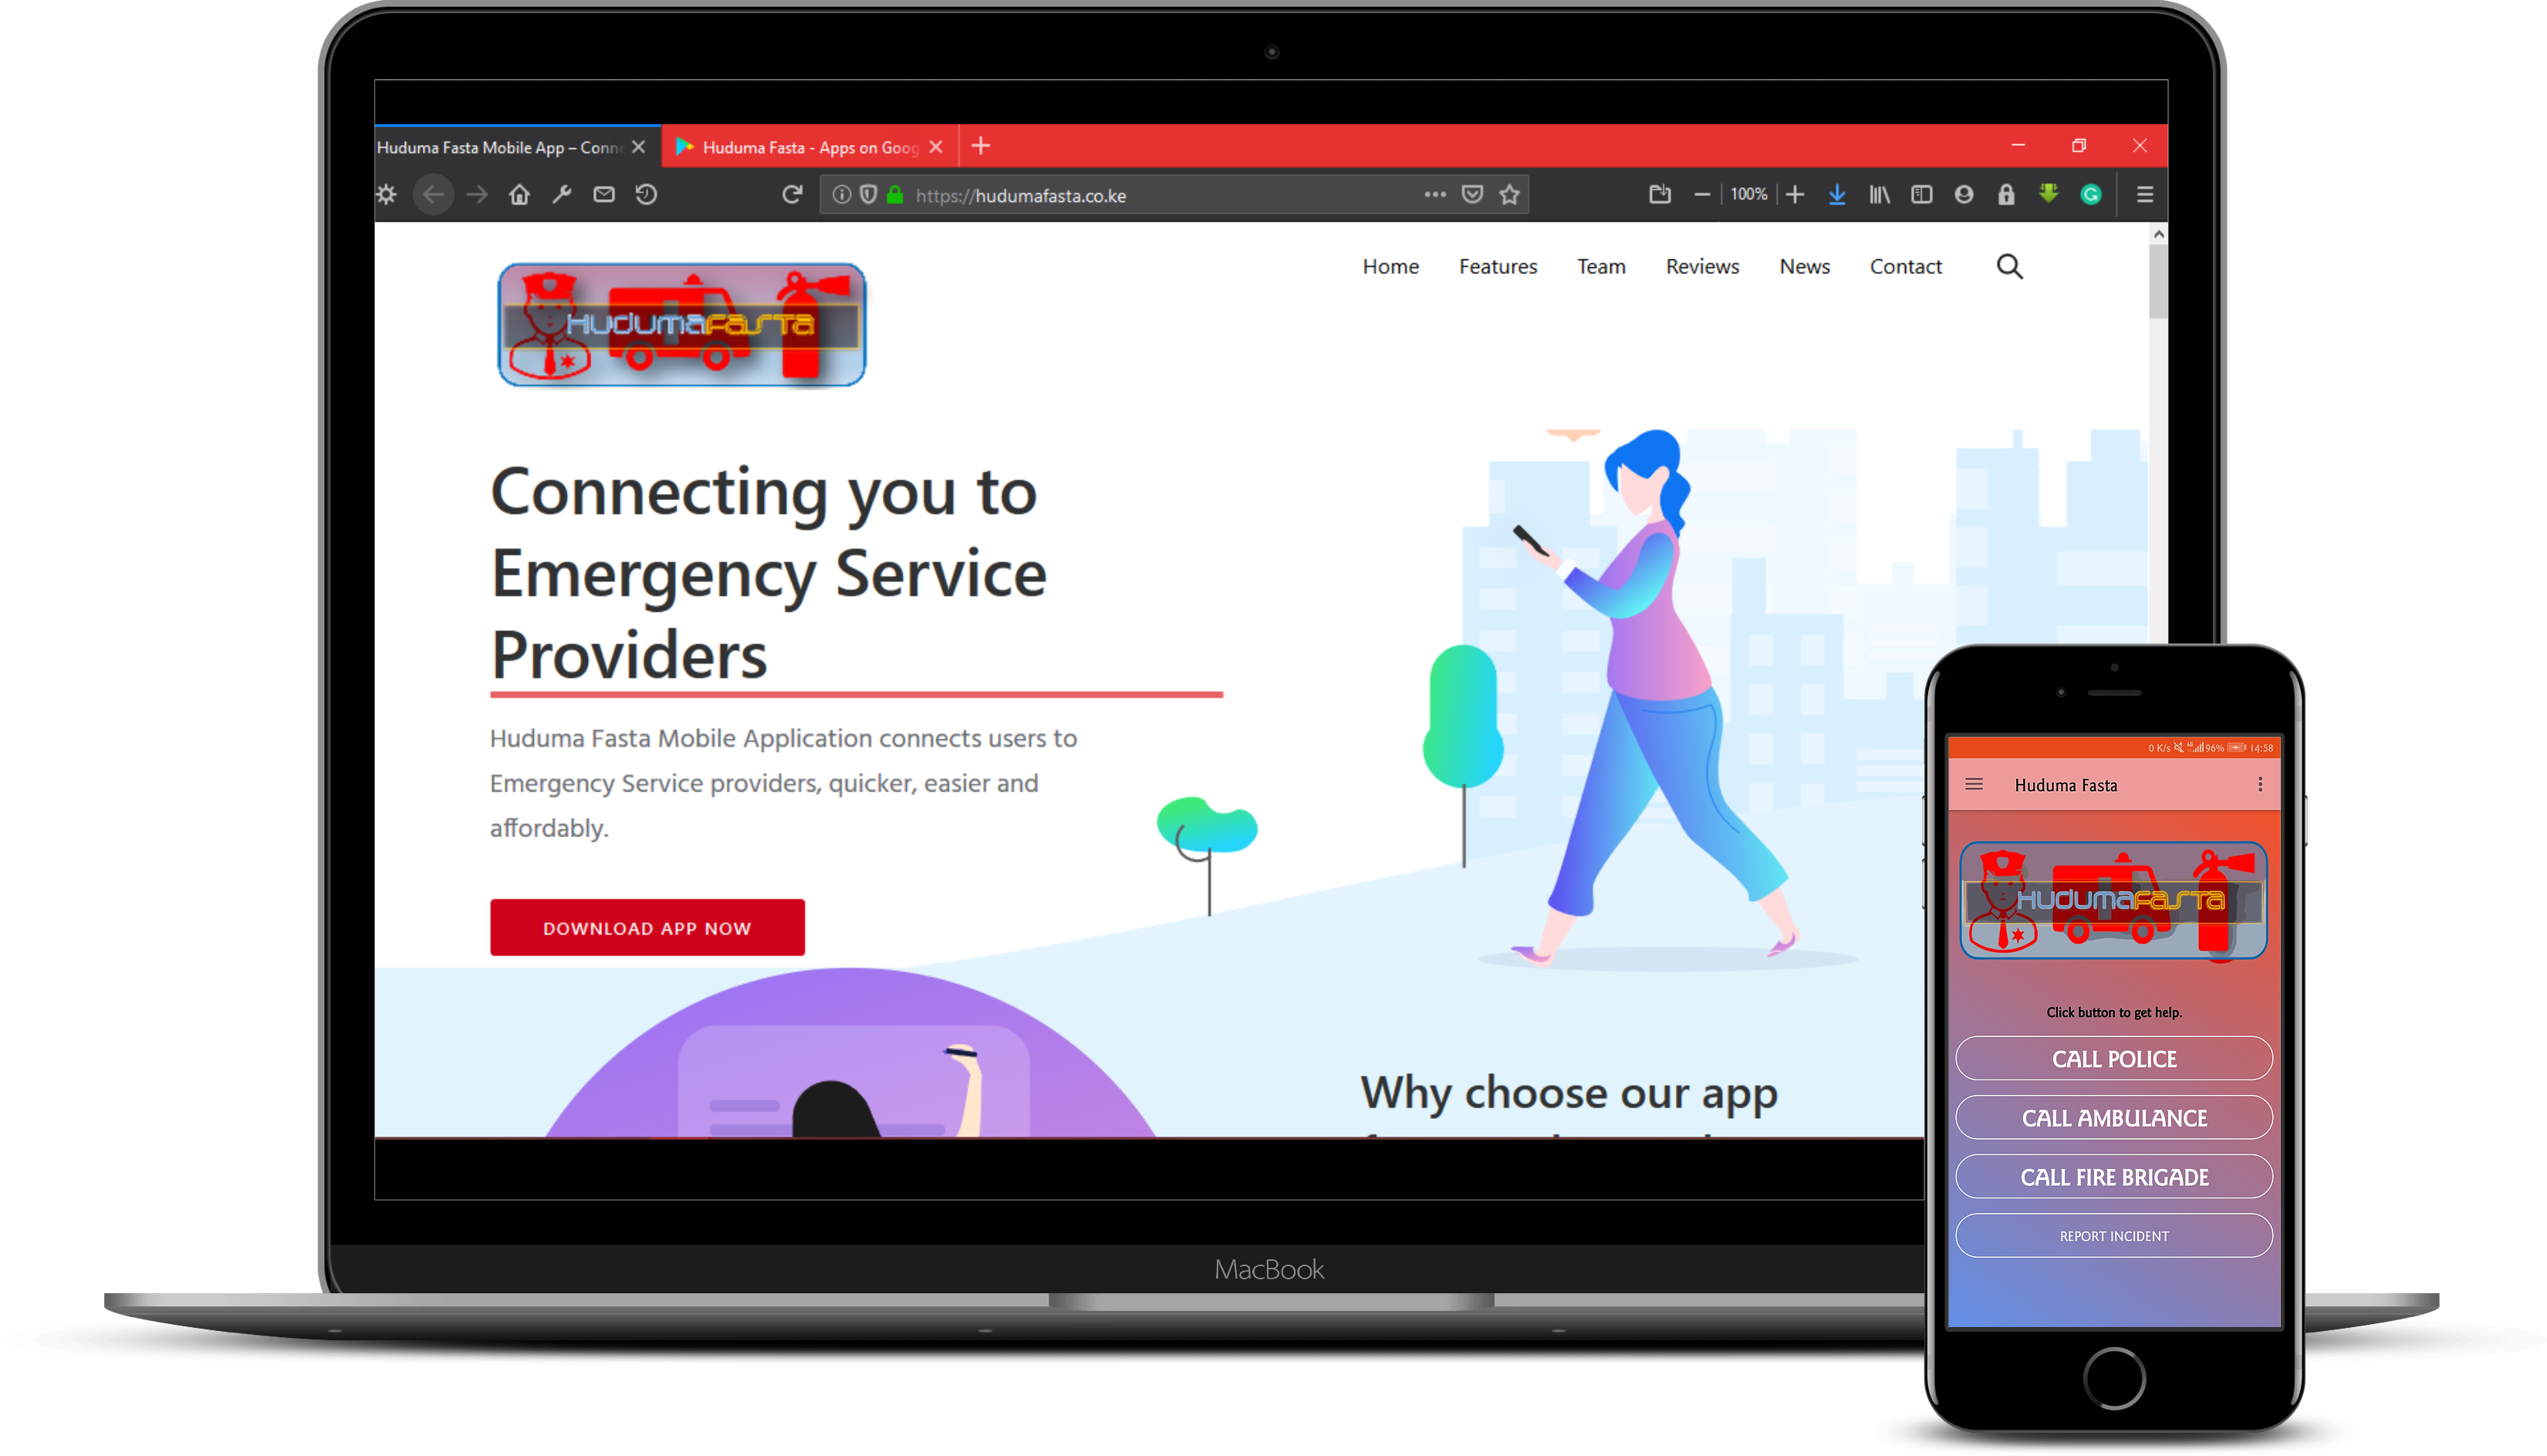 Huduma Fasta Mobile App – Conne
Huduma Fasta - Apps on Goog
https://hudumafasta.co.ke
100%
Home Features Team Reviews News Contact
HudumaFasta
Connecting you to
Emergency Service
Providers
Huduma Fasta Mobile Application connects users to
Emergency Service providers, quicker, easier and
affordably.
DOWNLOAD APP NOW
Why choose our app
MacBook
0 K/s 96% 14:58
Huduma Fasta
HudumaFasta
Click button to get help.
CALL POLICE
CALL AMBULANCE
CALL FIRE BRIGADE
REPORT INCIDENT